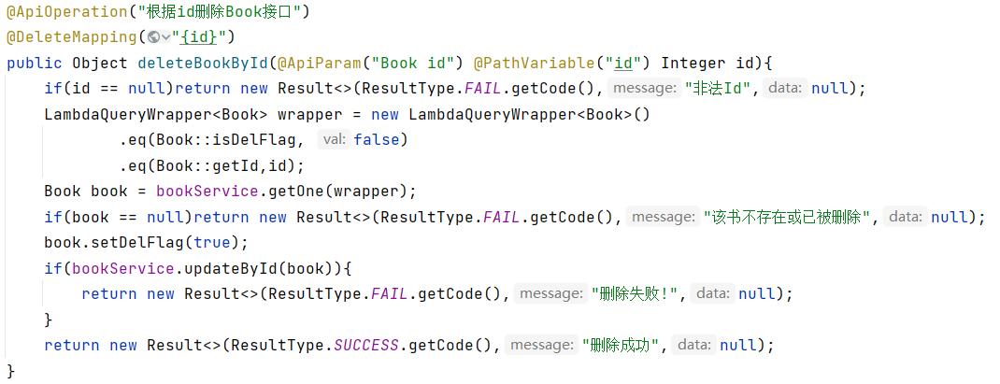 @ApiOperation("根据id删除Book接口")
@DeleteMapping("{id}")
public Object deleteBookById(@ApiParam("Book id") @PathVariable("id") Integer id){
    if(id == null)return new Result<>(ResultType.FAIL.getCode(), message: "非法Id", data: null);
    LambdaQueryWrapper<Book> wrapper = new LambdaQueryWrapper<Book>()
            .eq(Book::isDelFlag, val: false)
            .eq(Book::getId,id);
    Book book = bookService.getOne(wrapper);
    if(book == null)return new Result<>(ResultType.FAIL.getCode(), message: "该书不存在或已被删除", data: null);
    book.setDelFlag(true);
    if(bookService.updateById(book)){
        return new Result<>(ResultType.FAIL.getCode(), message: "删除失败!", data: null);
    }
    return new Result<>(ResultType.SUCCESS.getCode(), message: "删除成功", data: null);
}